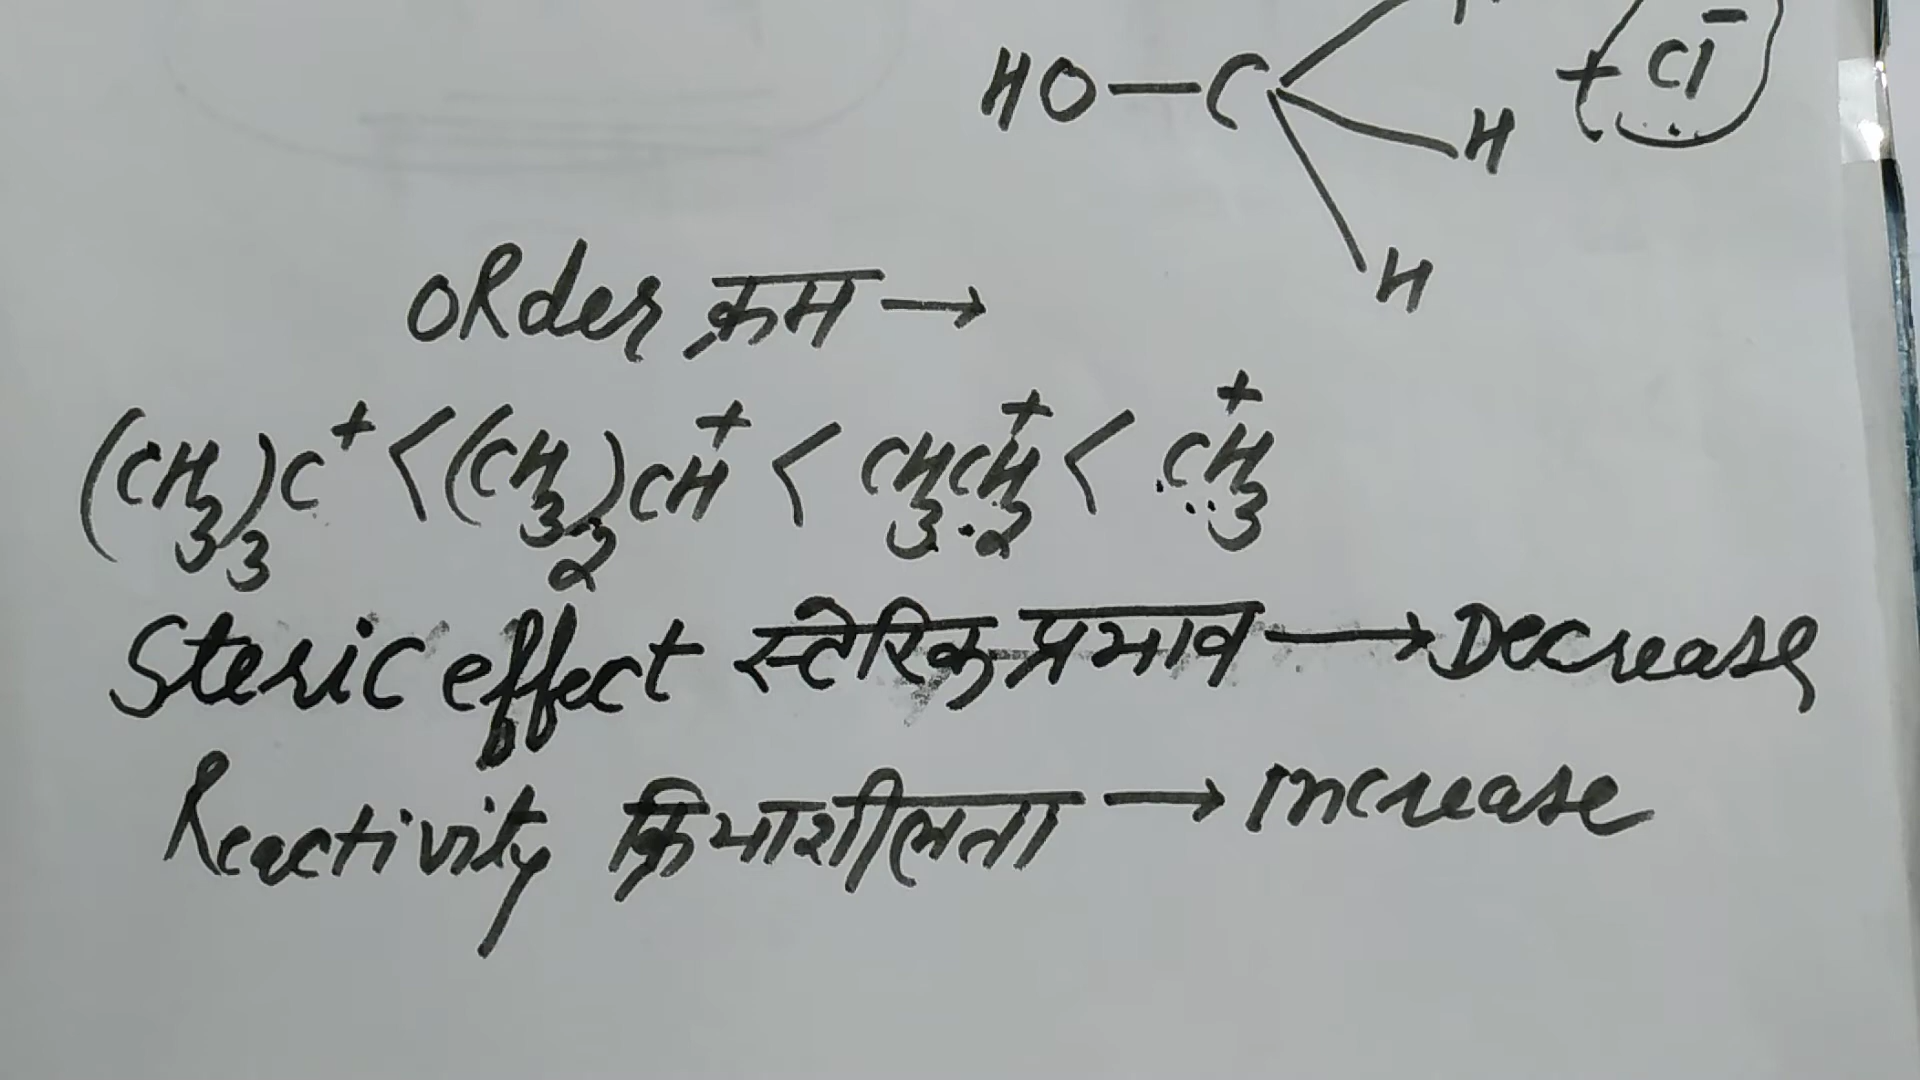 HO—C H + Cl⁻
H
Order क्रम →
(CH₃)₃C⁺ < (CH₃)₂CH⁺ < CH₃CH₂⁺ < CH₃⁺
Steric effect स्टेरिक प्रभाव → Decrease
Reactivity क्रियाशीलता → Increase